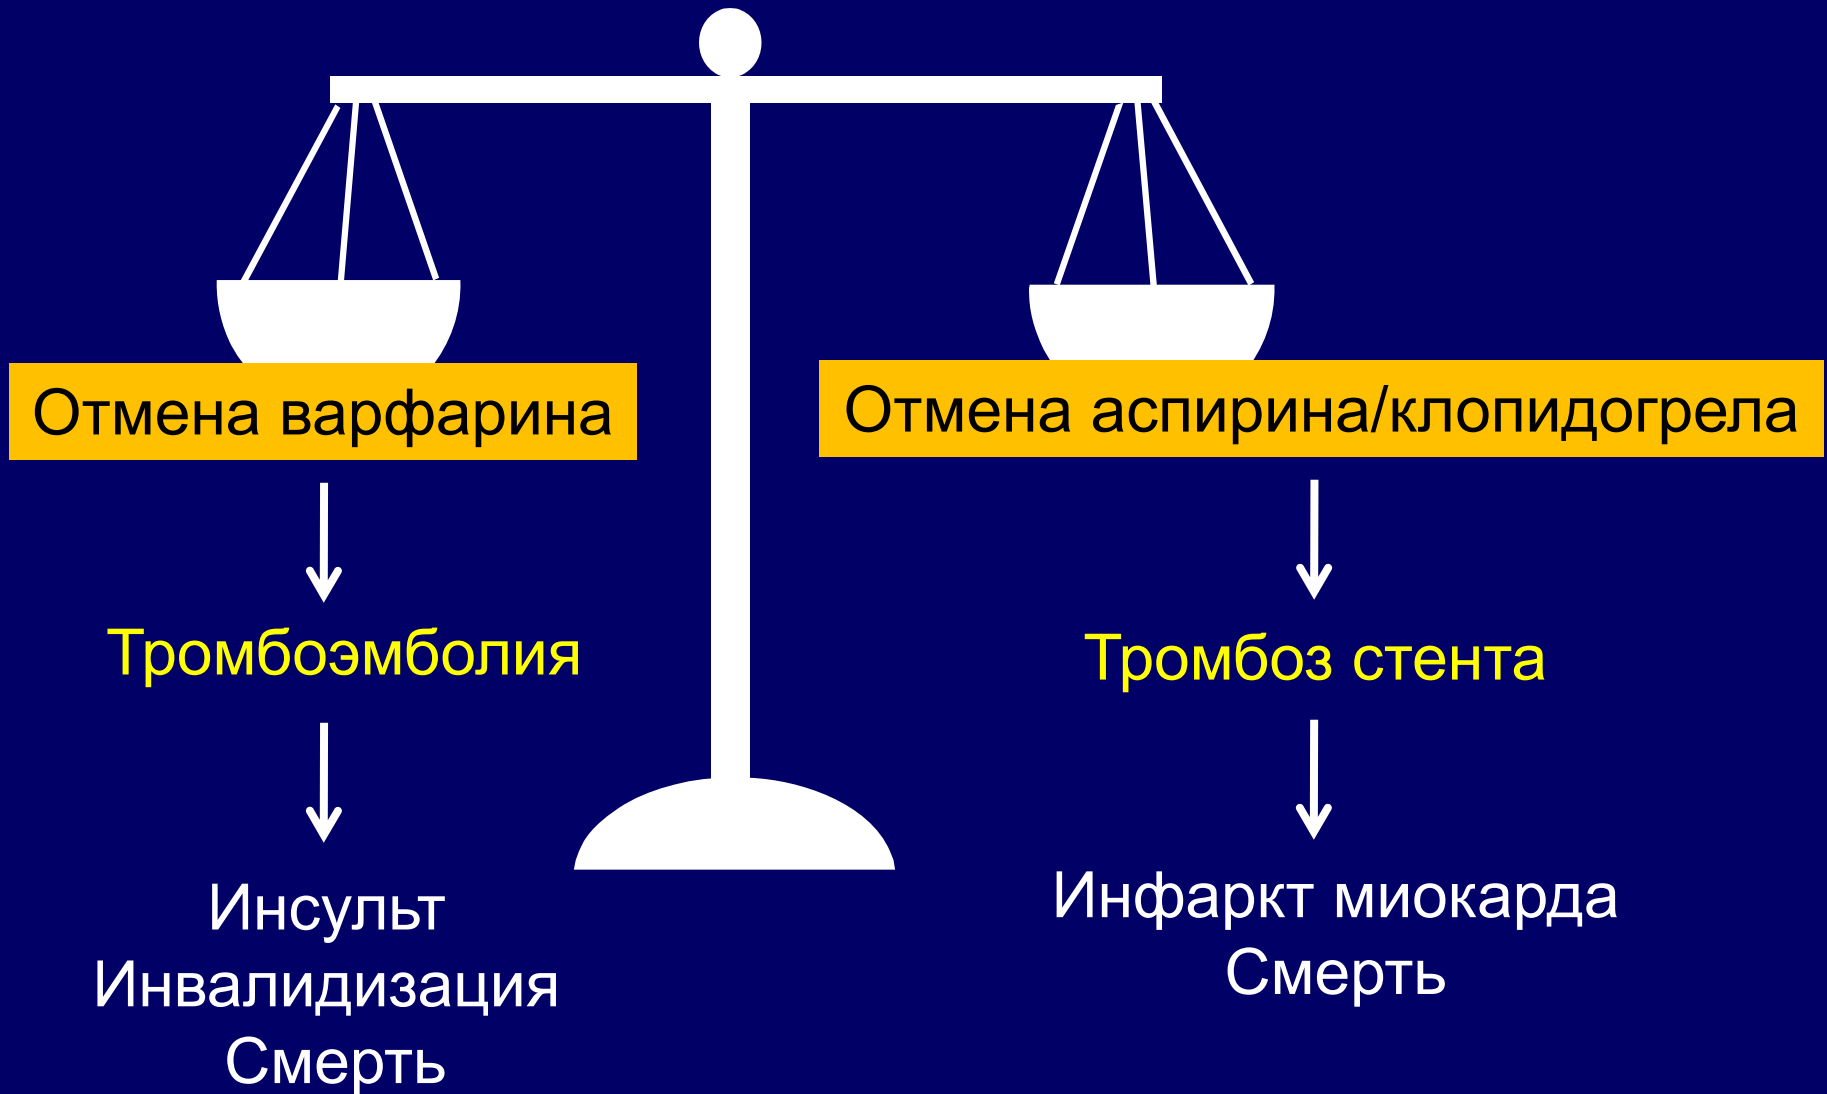 Отмена варфарина
Тромбоэмболия
Инсульт
Инвалидизация
Смерть
Отмена аспирина/клопидогрела
Тромбоз стента
Инфаркт миокарда
Смерть